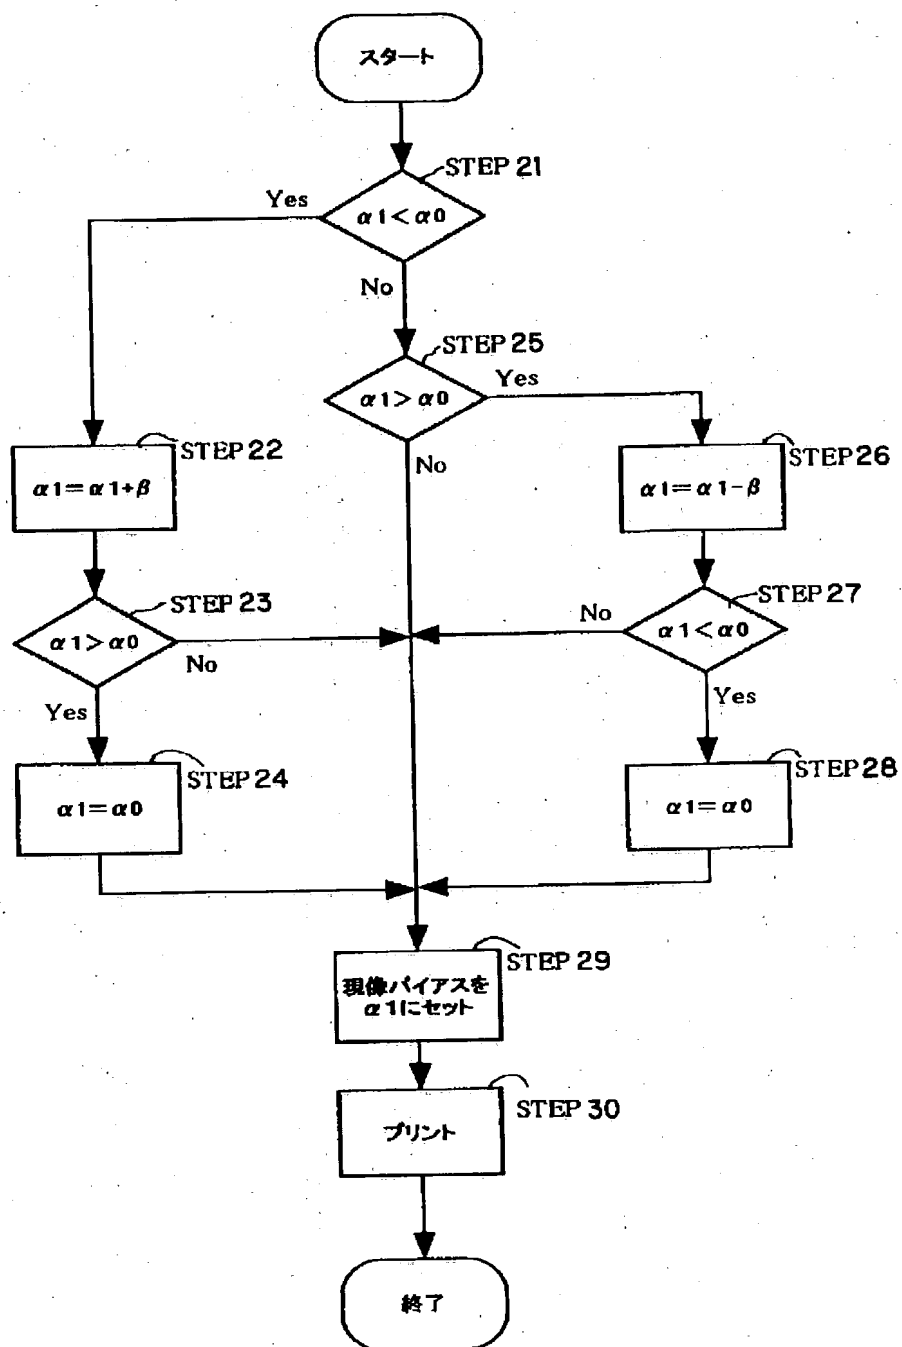 スタート
STEP 21
Yes
α1<α0
No
STEP 25
α1>α0
Yes
No
STEP 22
α1=α1+β
STEP 26
α1=α1-β
STEP 23
α1>α0
No
Yes
STEP 27
No
α1<α0
Yes
STEP 24
α1=α0
STEP 28
α1=α0
STEP 29
現像バイアスを
α1にセット
STEP 30
プリント
終了